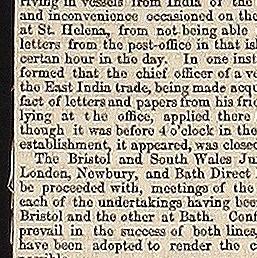 riving in vessels from India of the
and inconvenience occasioned on the
at St. Helena, from not being able
letters from the post-office in that is
certain hour in the day. In one inst
formed that the chief officer of a ve
the East India trade, being made acqu
fact of letters and papers from his frie
lying at the office, applied there
though it was before 4 o'clock in the
establishment, it appeared, was closed
The Bristol and South Wales Ju
London, Newbury, and Bath Direct
be proceeded with, meetings of the
each of the undertakings having bee
Bristol and the other at Bath. Conf
prevail in the success of both lines,
have been adopted to render the c